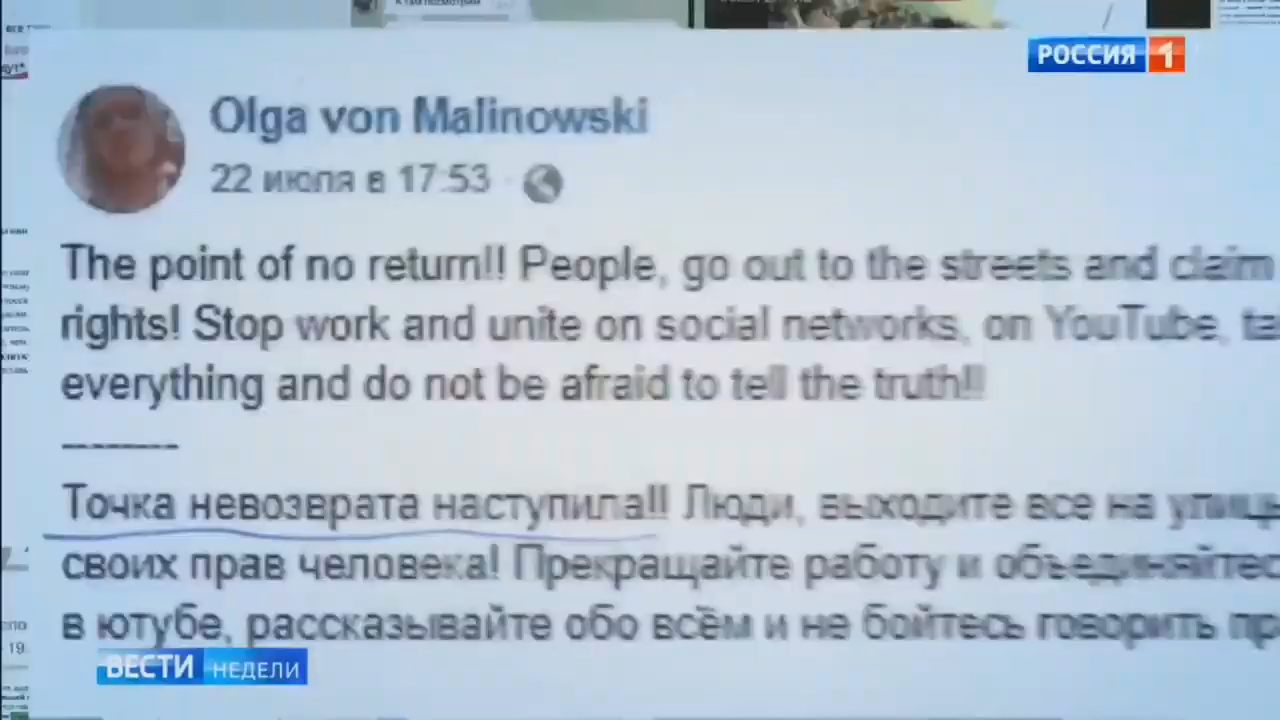 РОССИЯ 1
Olga von Malinowski
22 июля в 17:53
The point of no return!! People, go out to the streets and claim
rights! Stop work and unite on social networks, on YouTube, ta
everything and do not be afraid to tell the truth!!
---------
Точка невозврата наступила!! Люди, выходите все на улицы
своих прав человека! Прекращайте работу и объединяйтес
в ютубе, рассказывайте обо всём и не бойтесь говорить пр
ВЕСТИ НЕДЕЛИ